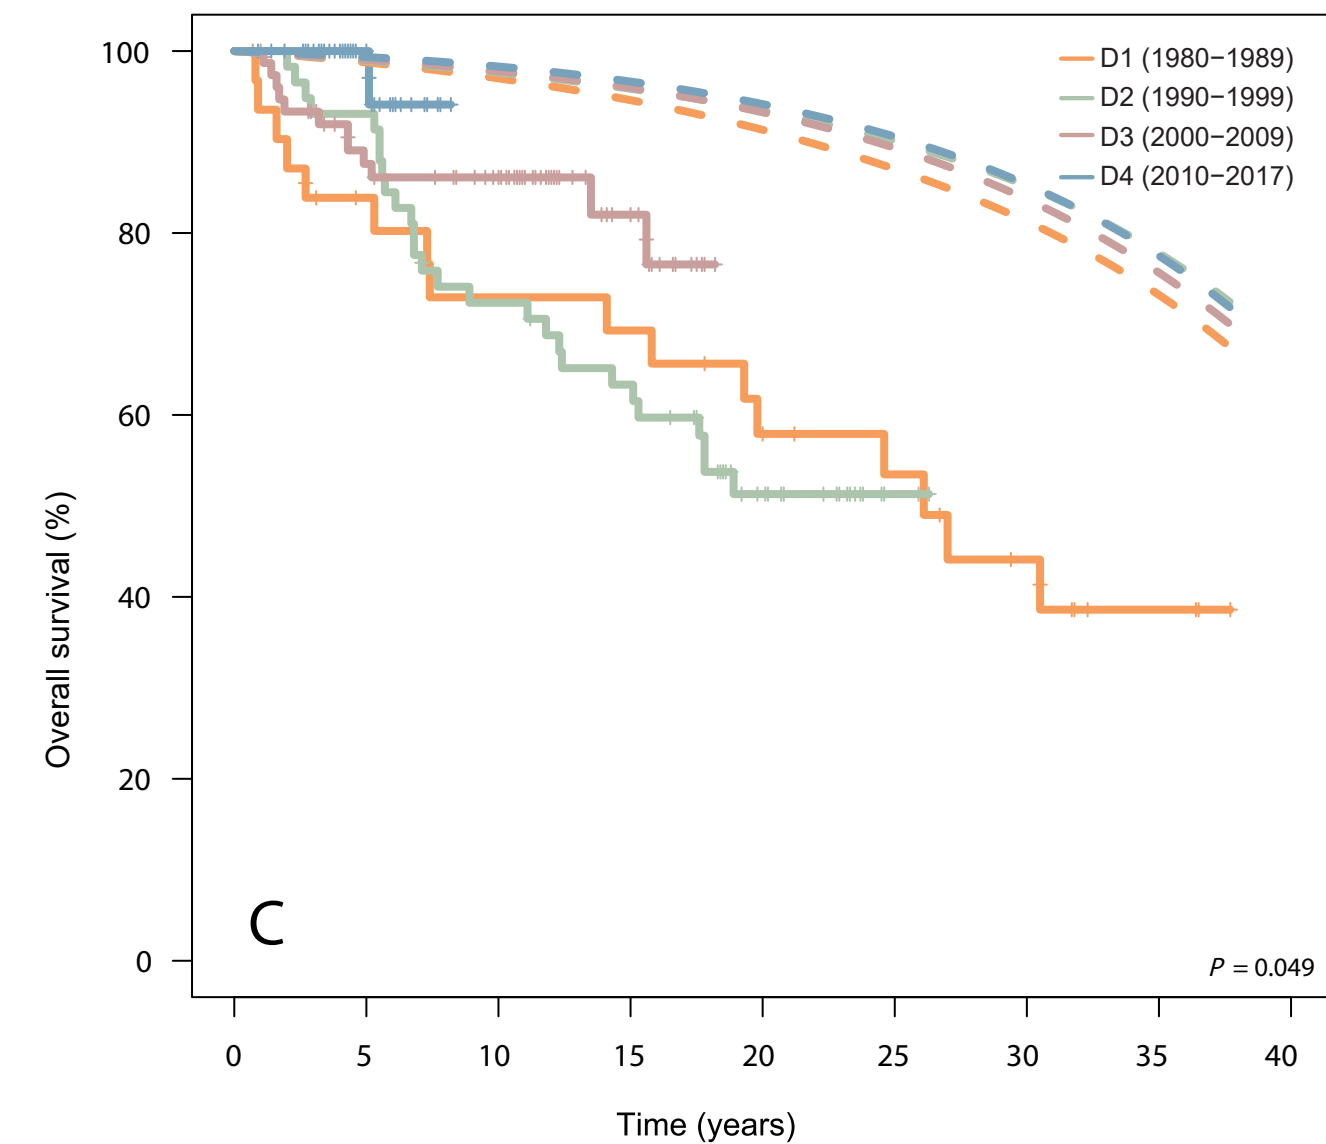 100
80
60
40
20
0
Overall survival (%)
D1 (1980−1989)
D2 (1990−1999)
D3 (2000−2009)
D4 (2010−2017)
C
P = 0.049
0 5 10 15 20 25 30 35 40
Time (years)